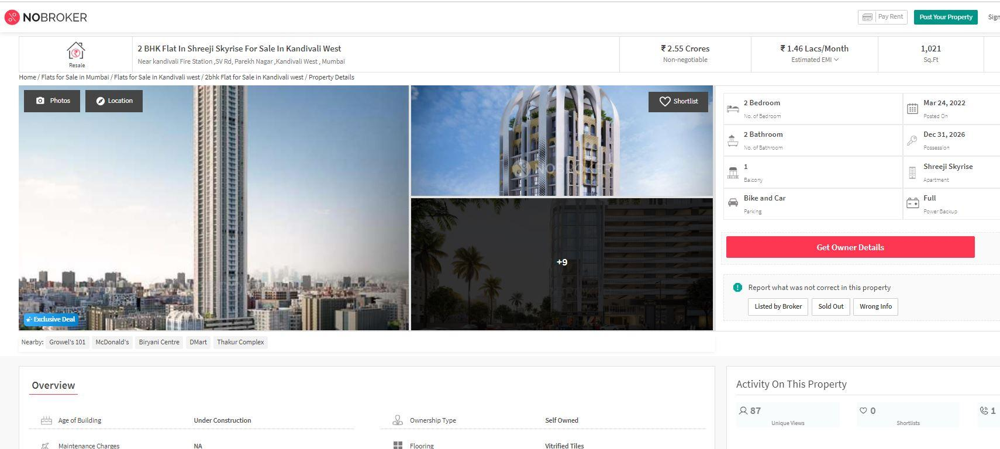 NOBROKER
Pay Rent
Post Your Property
Sign
Resale
2 BHK Flat In Shreeji Skyrise For Sale In Kandivali West
Near kandivali Fire Station ,SV Rd, Parekh Nagar ,Kandivali West , Mumbai
₹ 2.55 Crores
Non-negotiable
₹ 1.46 Lacs/Month
Estimated EMI
1,021
Sq.Ft
Home / Flats for Sale in Mumbai / Flats for Sale in Kandivali west / 2bhk Flat for Sale in Kandivali west / Property Details
Photos
Location
Shortlist
NOBROKER
+9
Exclusive Deal
2 Bedroom
No. of Bedroom
Mar 24, 2022
Posted On
2 Bathroom
No. of Bathroom
Dec 31, 2026
Possession
1
Balcony
Shreeji Skyrise
Apartment
Bike and Car
Parking
Full
Power Backup
Get Owner Details
Report what was not correct in this property
Listed by Broker
Sold Out
Wrong Info
Nearby: Growel's 101 McDonald's Biryani Centre DMart Thakur Complex
Overview
Age of Building Under Construction
Ownership Type Self Owned
Maintenance Charges NA
Flooring Vitrified Tiles
Activity On This Property
87
Unique Views
0
Shortlists
1